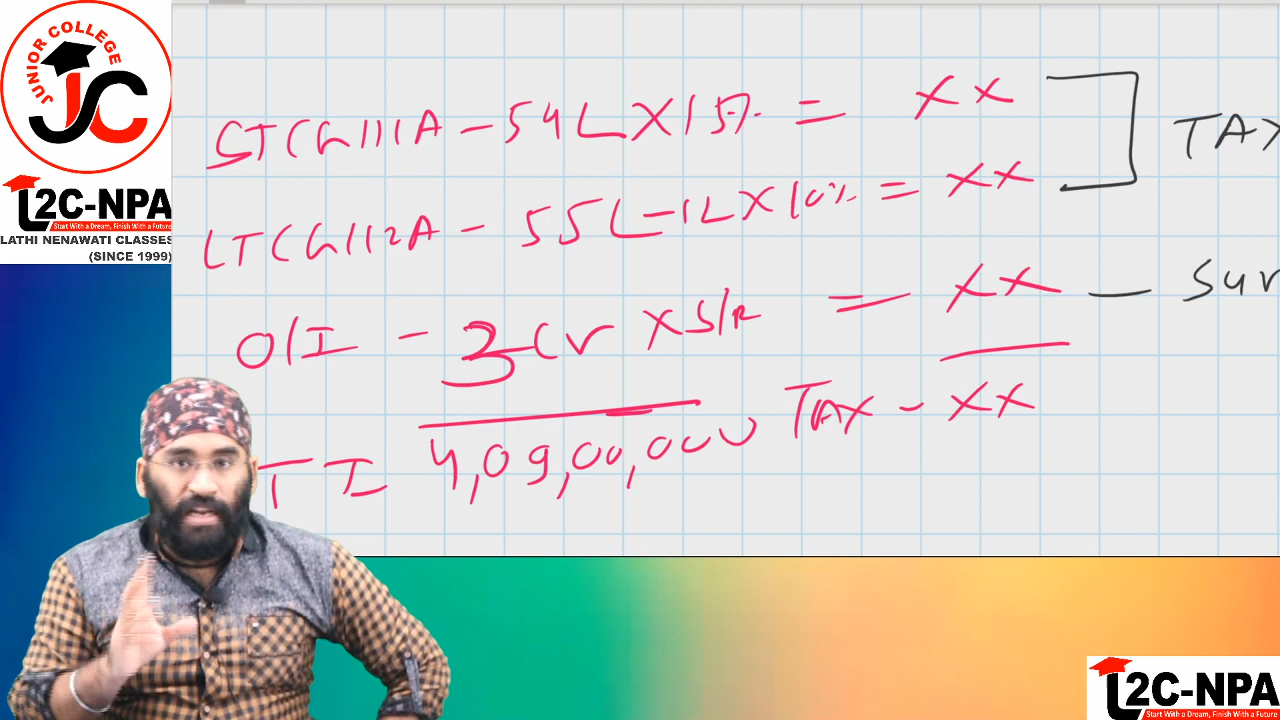 JUNIOR COLLEGE
JC
L2C-NPA
Start With a Dream, Finish With a Future
LATHI NENAWATI CLASSES
(SINCE 1999)
STCG111A - 54L X 15% = XX
TAX
LTCG112A - 55L - 1L X 10% = XX
O/I - 3Cr X S/R = XX - Sur
TI 4,09,00,000 TAX - XX
L2C-NPA
Start With a Dream, Finish With a Future